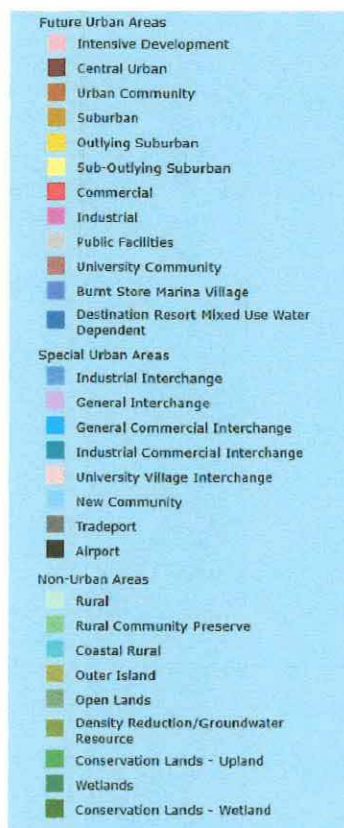 Future Urban Areas
Intensive Development
Central Urban
Urban Community
Suburban
Outlying Suburban
Sub-Outlying Suburban
Commercial
Industrial
Public Facilities
University Community
Burnt Store Marina Village
Destination Resort Mixed Use Water
Dependent
Special Urban Areas
Industrial Interchange
General Interchange
General Commercial Interchange
Industrial Commercial Interchange
University Village Interchange
New Community
Tradeport
Airport
Non-Urban Areas
Rural
Rural Community Preserve
Coastal Rural
Outer Island
Open Lands
Density Reduction/Groundwater
Resource
Conservation Lands - Upland
Wetlands
Conservation Lands - Wetland